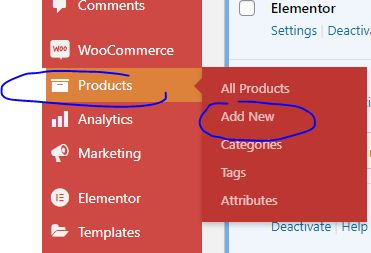 Comments
WOO WooCommerce
Products
Analytics
Marketing
Elementor
Templates
All Products
Add New
Categories
Tags
Attributes
Elementor
Settings | Deactiva
Deactivate | Help